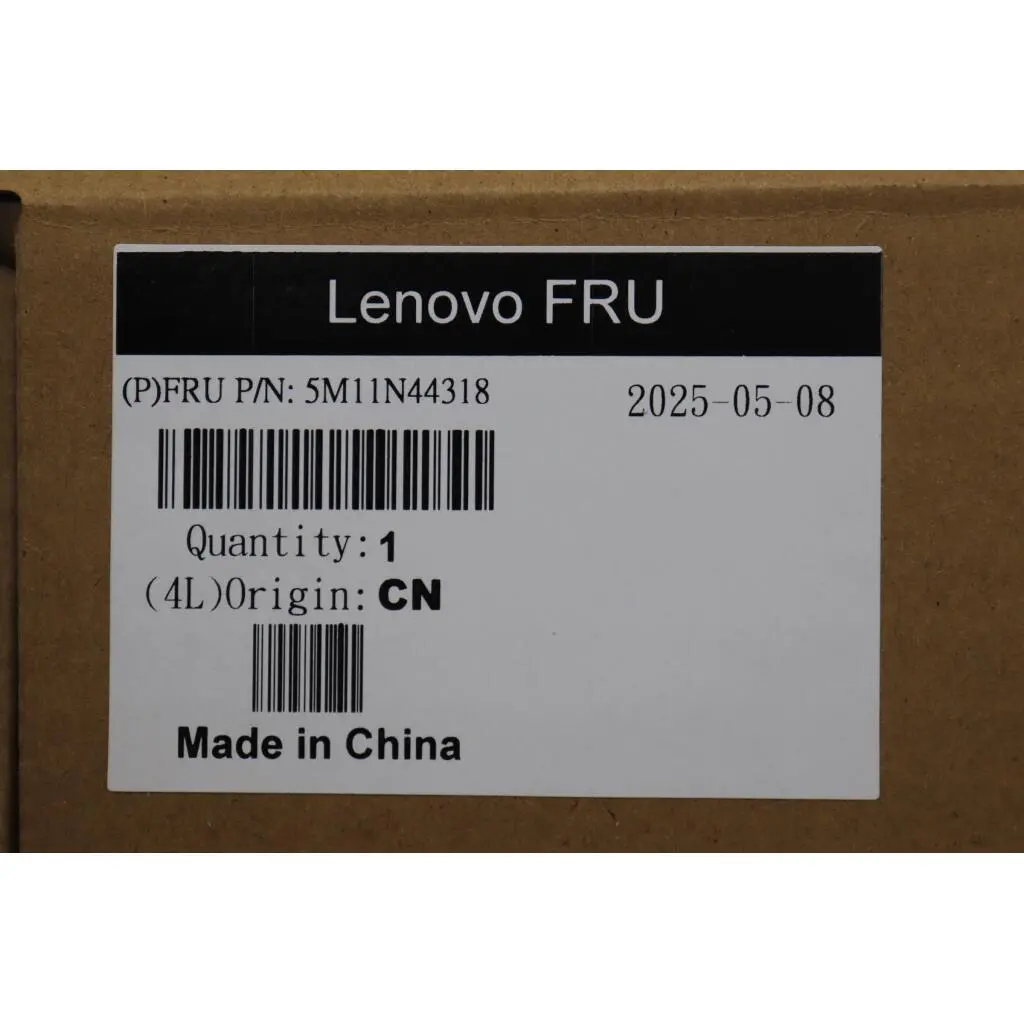 Lenovo FRU
(P)FRU P/N: 5M11N44318
2025-05-08
Quantity: 1
(4L)Origin: CN
Made in China